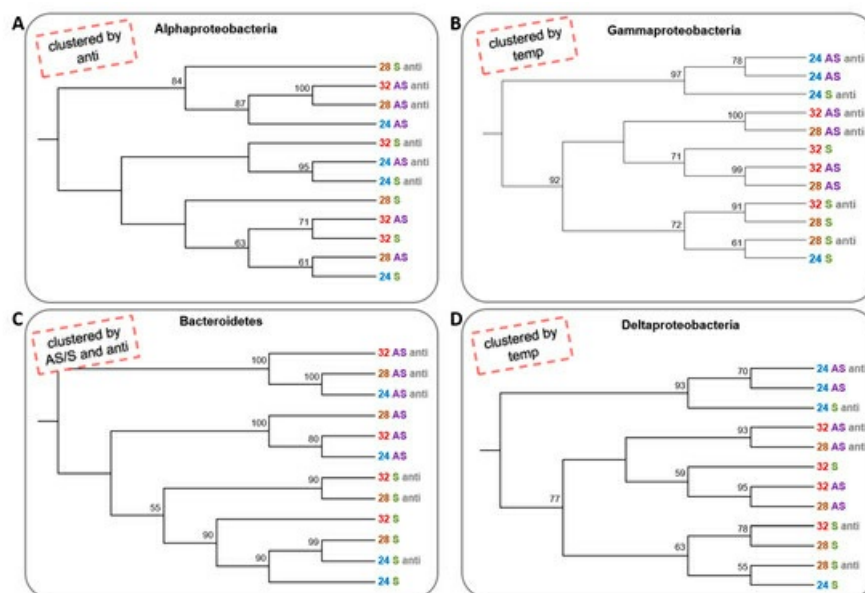 A
Alphaproteobacteria
clustered by
anti
28 S anti
84
32 AS anti
100
28 AS anti
87
24 AS
32 S anti
24 AS anti
95
24 S anti
28 S
32 AS
71
32 S
63
28 AS
61
24 S
B
Gammaproteobacteria
clustered by
temp
24 AS anti
78
24 AS
97
24 S anti
32 AS anti
100
28 AS anti
32 S
71
32 AS
99
28 AS
92
32 S anti
91
28 S
72
28 S anti
61
24 S
C
Bacteroidetes
clustered by
AS/S and anti
32 AS anti
100
28 AS anti
100
24 AS anti
28 AS
100
32 AS
80
24 AS
32 S anti
90
28 S anti
55
32 S
90
28 S
99
24 S anti
90
24 S
D
Deltaproteobacteria
clustered by
temp
24 AS anti
70
24 AS
93
24 S anti
32 AS anti
93
28 AS anti
32 S
59
32 AS
95
28 AS
77
32 S anti
78
28 S
63
28 S anti
55
24 S